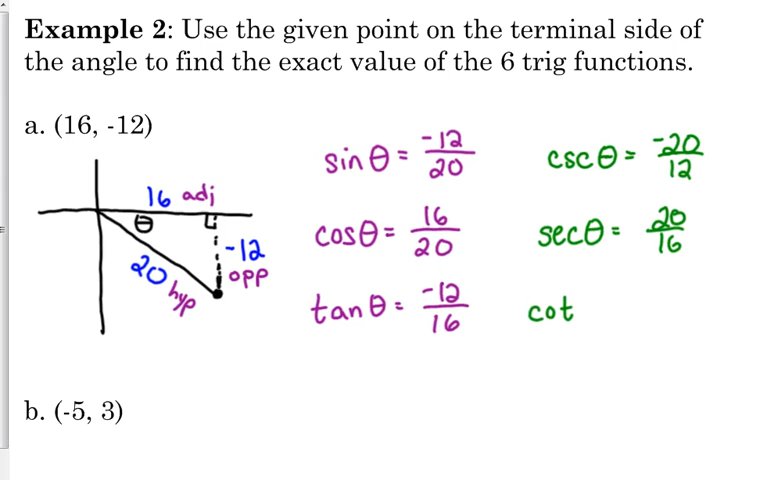 Example 2: Use the given point on the terminal side of
the angle to find the exact value of the 6 trig functions.
a. (16, -12)
16 adj
θ
-12
opp
20 hyp
sin θ = -12/20
csc θ = -20/12
cos θ = 16/20
sec θ = 20/16
tan θ = -12/16
cot
b. (-5, 3)